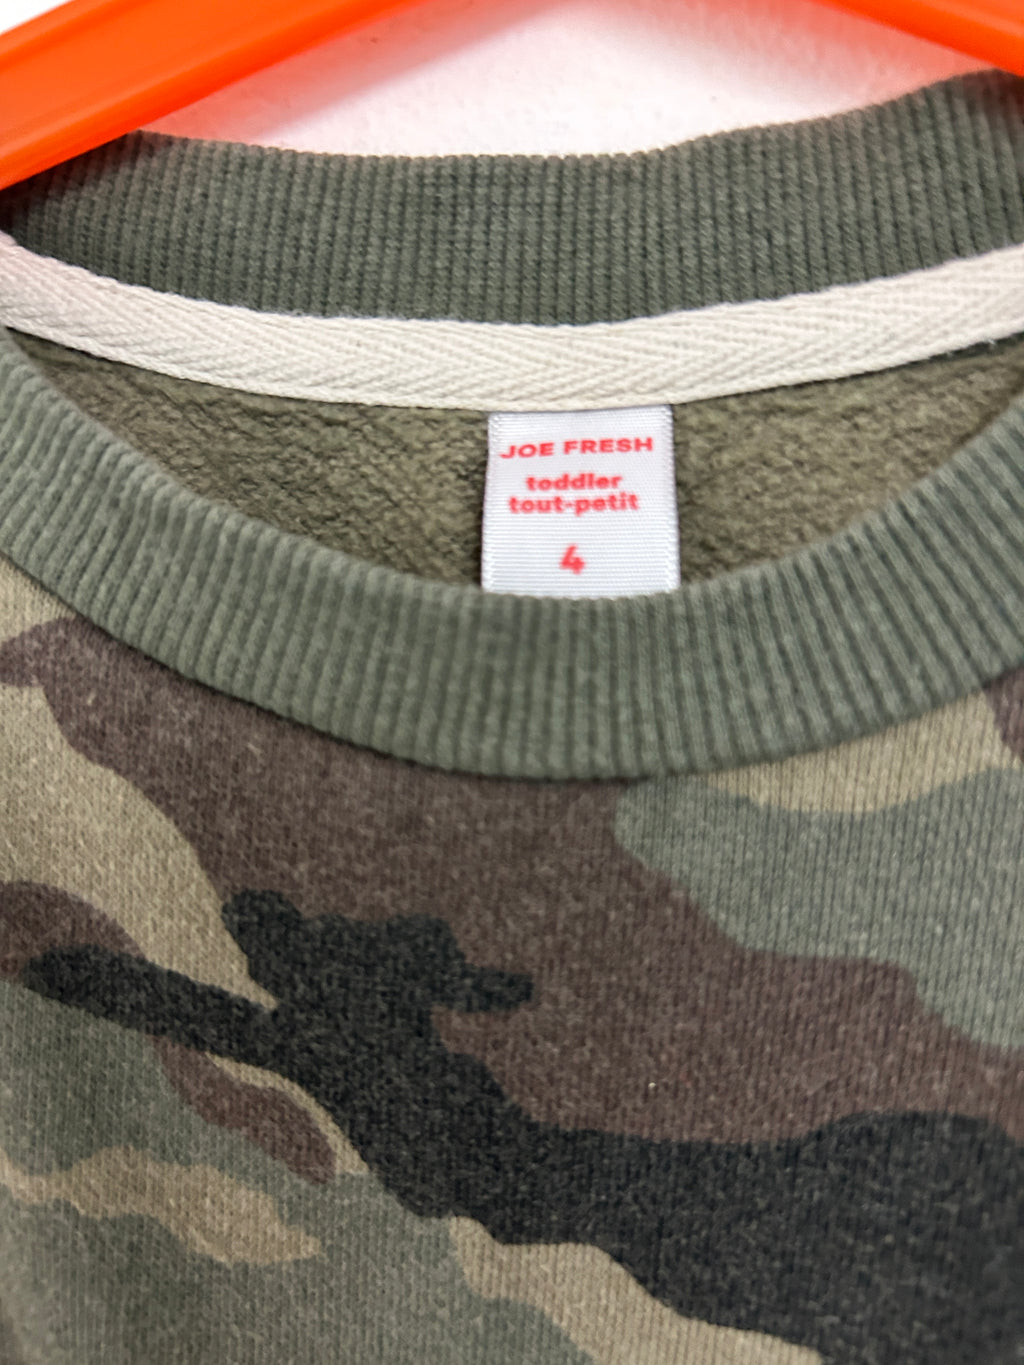 JOE FRESH
toddler
tout-petit
4